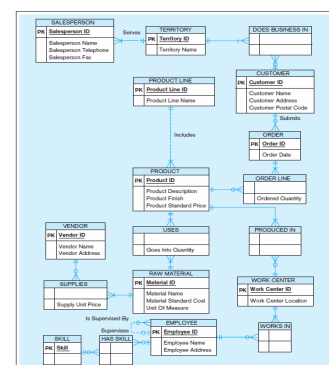 SALESPERSON
PK Salesperson ID
Salesperson Name
Salesperson Telephone
Salesperson Fax
Serves
TERRITORY
PK Territory ID
Territory Name
DOES BUSINESS IN
CUSTOMER
PK Customer ID
Customer Name
Customer Address
Customer Postal Code
Submits
PRODUCT LINE
PK Product Line ID
Product Line Name
ORDER
PK Order ID
Order Date
Includes
PRODUCT
PK Product ID
Product Description
Product Finish
Product Standard Price
ORDER LINE
Ordered Quantity
VENDOR
PK Vendor ID
Vendor Name
Vendor Address
USES
Goes Into Quantity
PRODUCED IN
SUPPLIES
Supply Unit Price
RAW MATERIAL
PK Material ID
Material Name
Material Standard Cost
Unit Of Measure
WORK CENTER
PK Work Center ID
Work Center Location
Is Supervised By
Supervises
EMPLOYEE
PK Employee ID
Employee Name
Employee Address
WORKS IN
SKILL
PK Skill
HAS SKILL